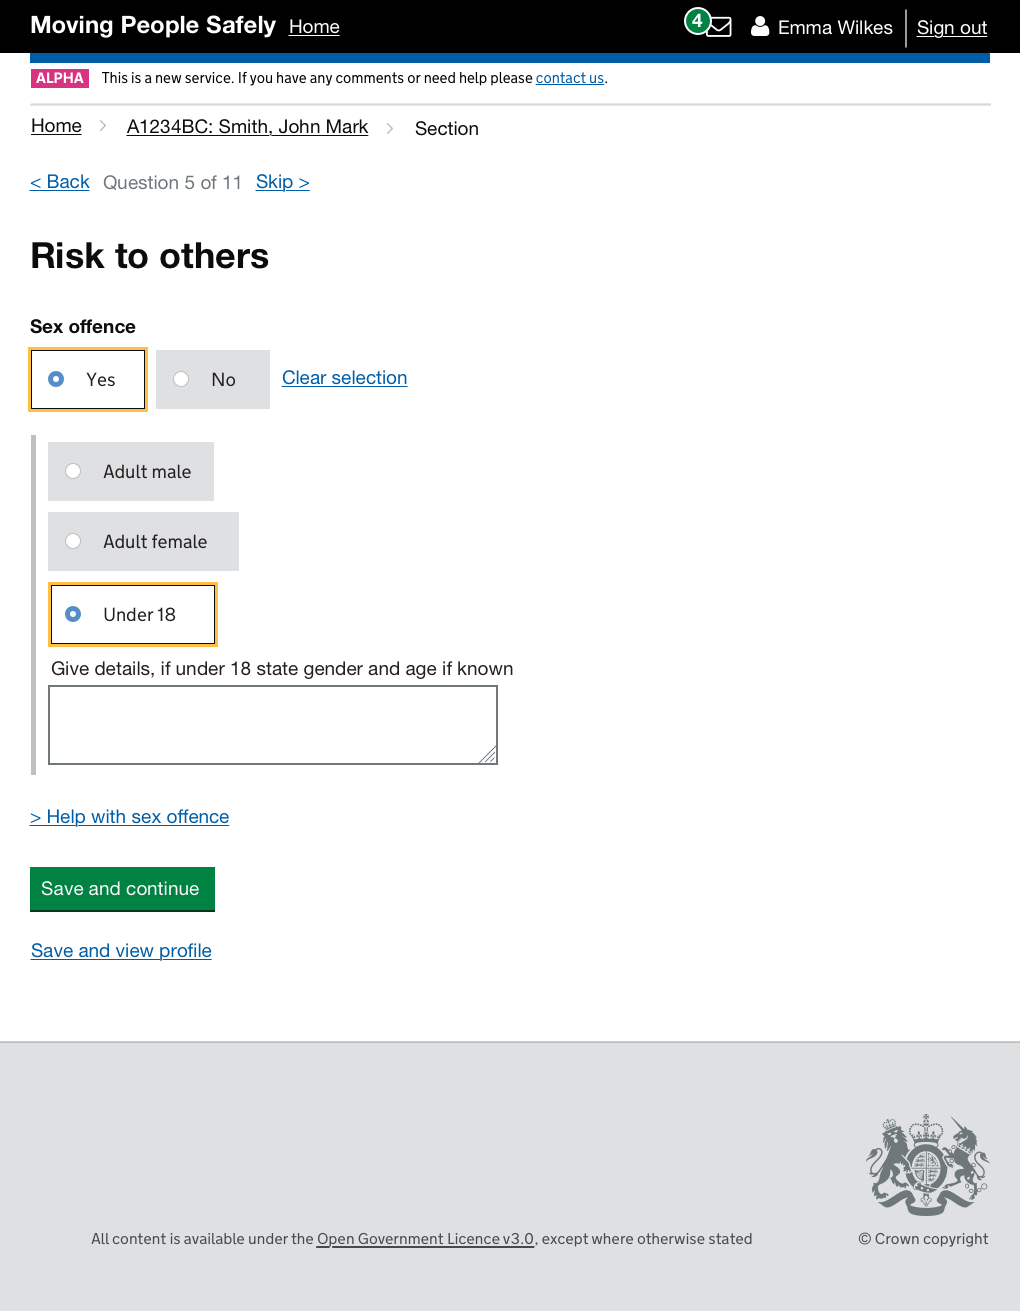 Moving People Safely Home 4 Emma Wilkes Sign out
ALPHA This is a new service. If you have any comments or need help please contact us.
Home A1234BC: Smith, John Mark Section
< Back Question 5 of 11 Skip >
Risk to others
Sex offence
Yes No Clear selection
Adult male
Adult female
Under 18
Give details, if under 18 state gender and age if known
> Help with sex offence
Save and continue
Save and view profile
All content is available under the Open Government Licence v3.0, except where otherwise stated © Crown copyright